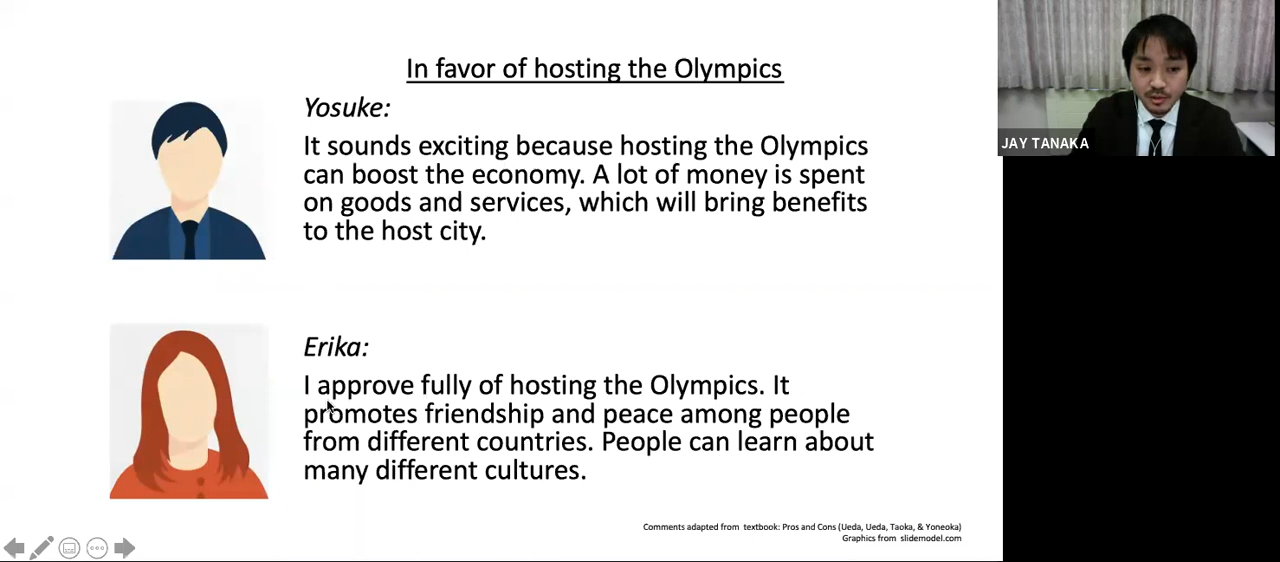 In favor of hosting the Olympics
Yosuke:
It sounds exciting because hosting the Olympics
can boost the economy. A lot of money is spent
on goods and services, which will bring benefits
to the host city.
Erika:
I approve fully of hosting the Olympics. It
promotes friendship and peace among people
from different countries. People can learn about
many different cultures.
Comments adapted from textbook: Pros and Cons (Ueda, Ueda, Taoka, & Yoneoka)
Graphics from slidemodel.com
JAY TANAKA